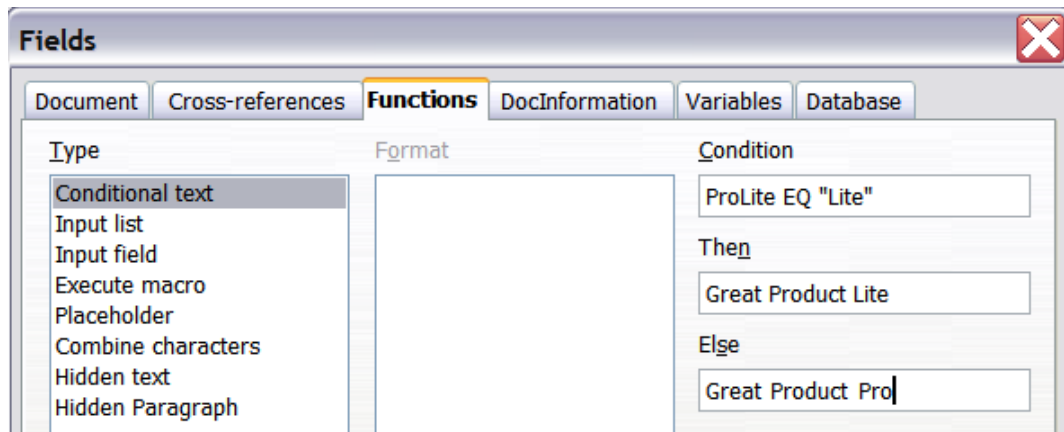 Fields
Document Cross-references Functions DocInformation Variables Database
Type Format Condition
Conditional text
Input list
Input field
Execute macro
Placeholder
Combine characters
Hidden text
Hidden Paragraph
ProLite EQ "Lite"
Then
Great Product Lite
Else
Great Product Pro